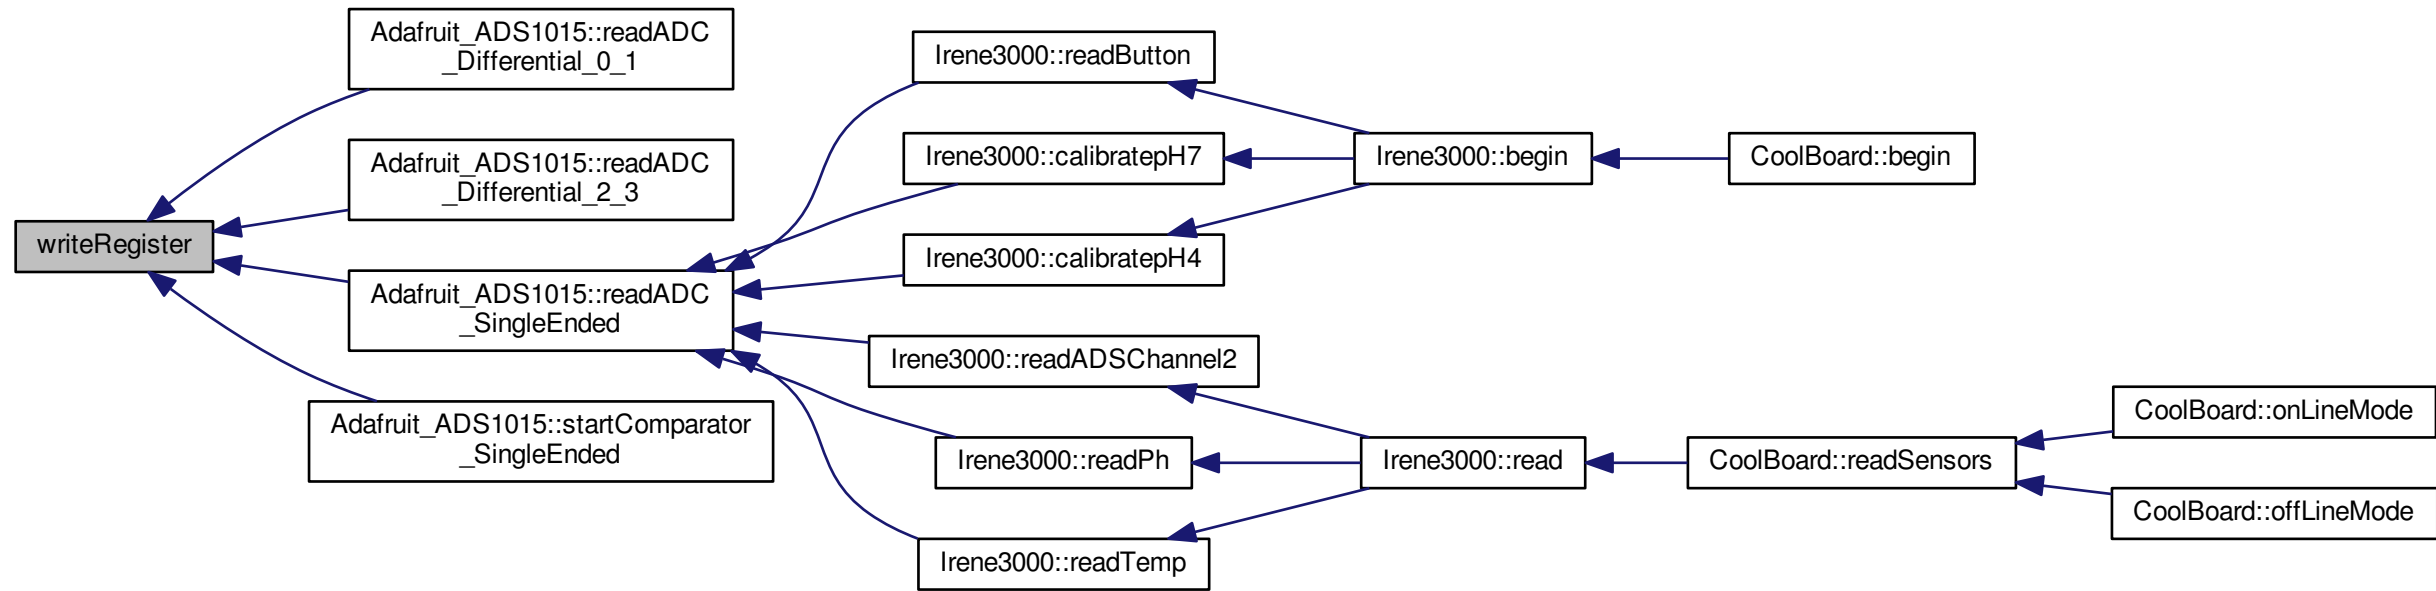 writeRegister
Adafruit_ADS1015::readADC
_Differential_0_1
Adafruit_ADS1015::readADC
_Differential_2_3
Adafruit_ADS1015::readADC
_SingleEnded
Adafruit_ADS1015::startComparator
_SingleEnded
Irene3000::readButton
Irene3000::calibratepH7
Irene3000::calibratepH4
Irene3000::readADSChannel2
Irene3000::readPh
Irene3000::readTemp
Irene3000::begin
Irene3000::read
CoolBoard::begin
CoolBoard::readSensors
CoolBoard::onLineMode
CoolBoard::offLineMode